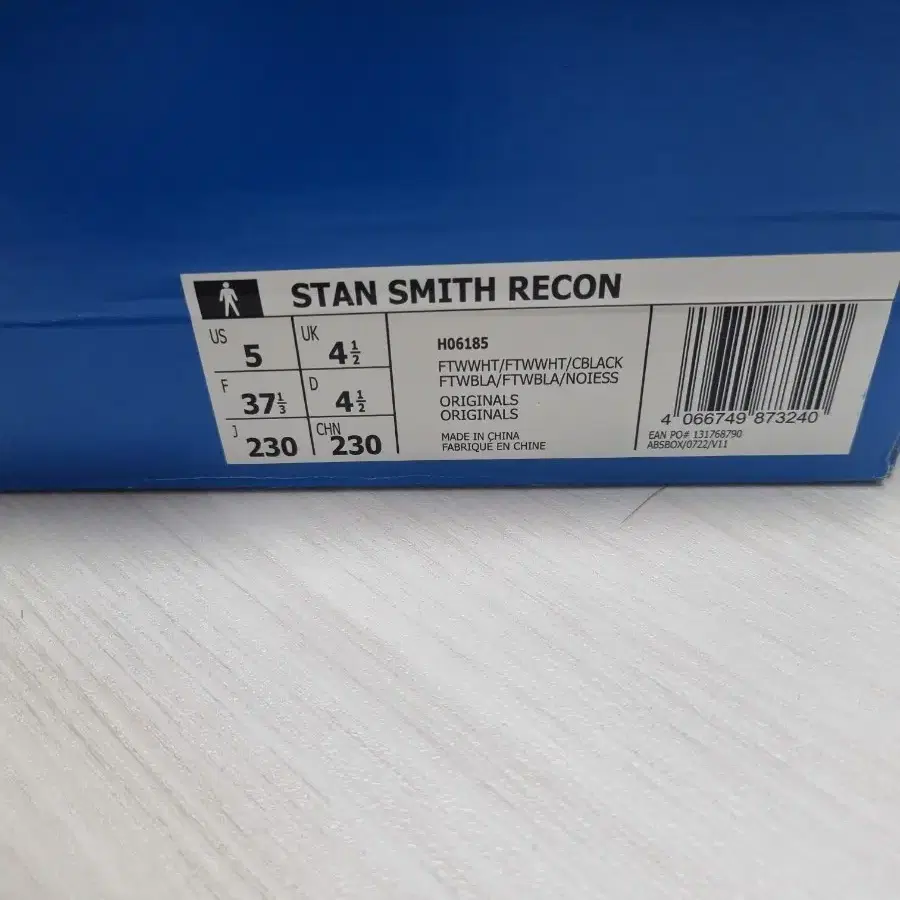 STAN SMITH RECON
US 5 UK 4½
F 37⅓ D 4½
J 230 CHN 230
H06185
FTWWHT/FTWWHT/CBLACK
FTWBLA/FTWBLA/NOIESS
ORIGINALS
ORIGINALS
MADE IN CHINA
FABRIQUE EN CHINE
4 066749 873240
EAN PO# 131768790
ABSBOX/0722/V11